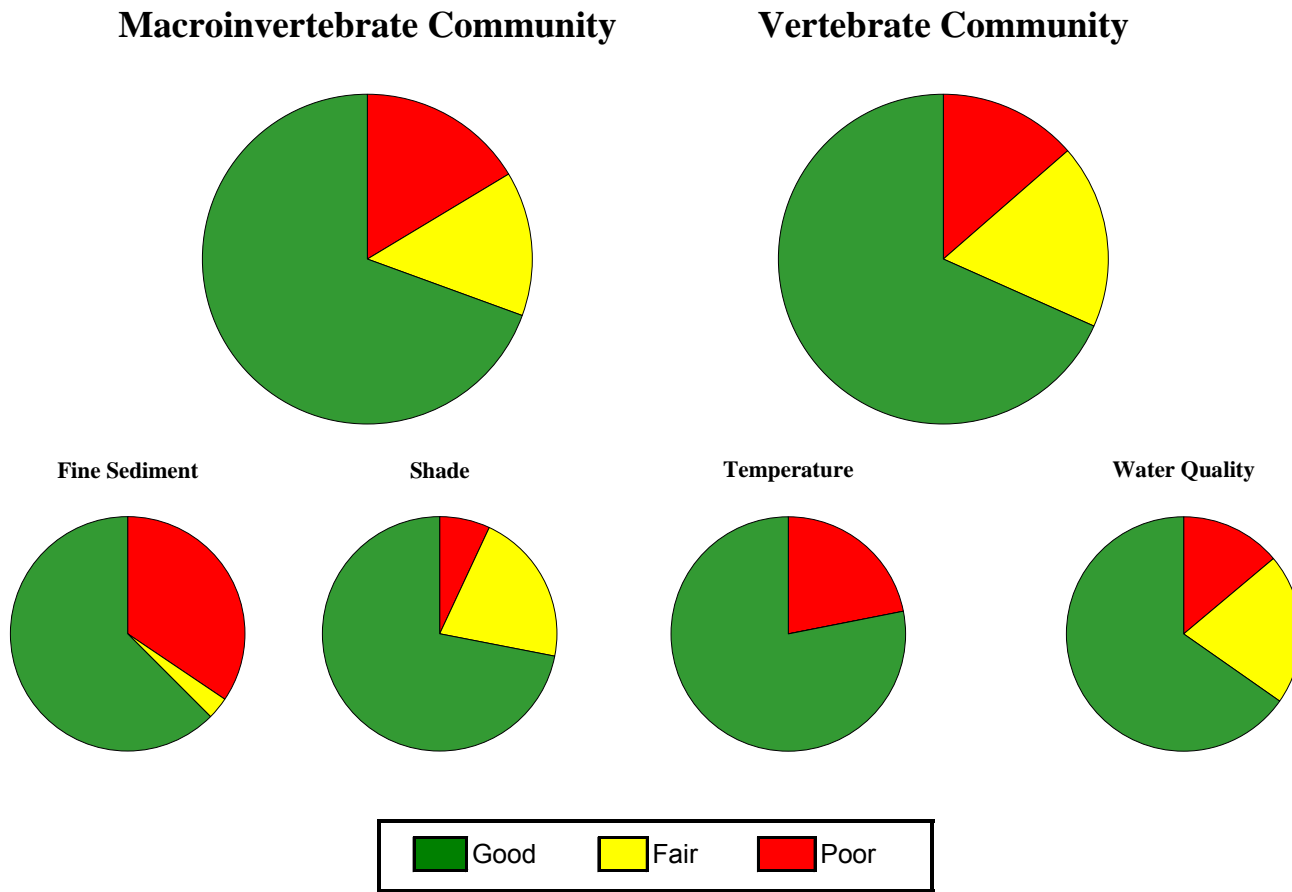 Macroinvertebrate Community
Vertebrate Community
Fine Sediment
Shade
Temperature
Water Quality
Good
Fair
Poor